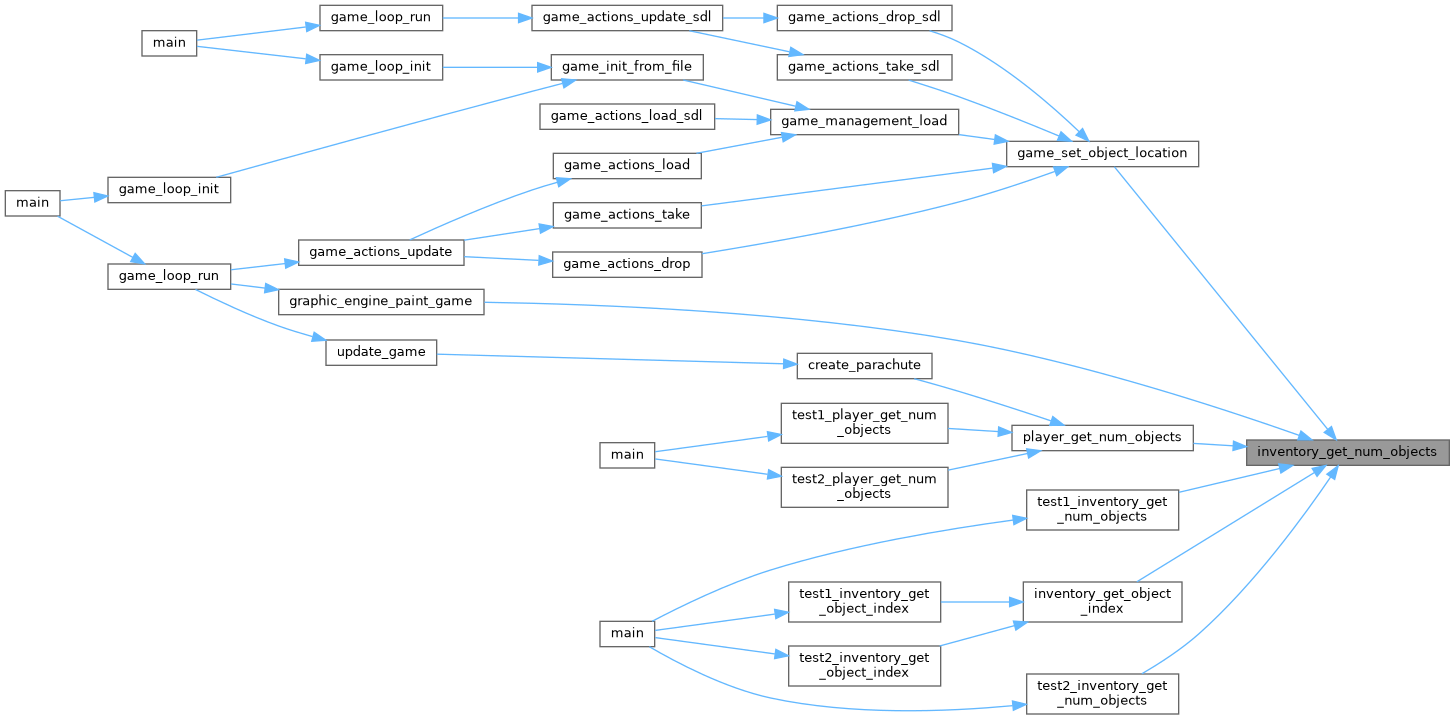 game_loop_run
game_actions_update_sdl
game_actions_drop_sdl
main
game_loop_init
game_init_from_file
game_actions_take_sdl
game_actions_load_sdl
game_management_load
game_set_object_location
game_actions_load
game_loop_init
main
game_actions_take
game_actions_update
game_actions_drop
game_loop_run
graphic_engine_paint_game
update_game
create_parachute
test1_player_get_num
_objects
player_get_num_objects
main
inventory_get_num_objects
test2_player_get_num
_objects
test1_inventory_get
_num_objects
test1_inventory_get
_object_index
inventory_get_object
_index
main
test2_inventory_get
_object_index
test2_inventory_get
_num_objects